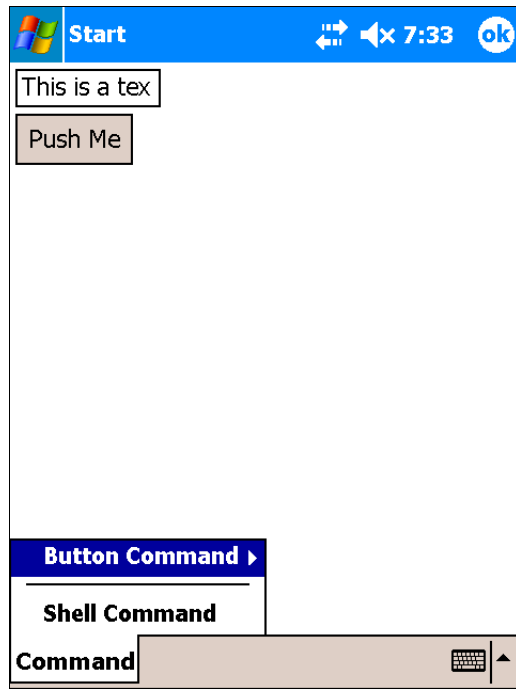 Start 7:33 ok
This is a tex
Push Me
Button Command
Shell Command
Command